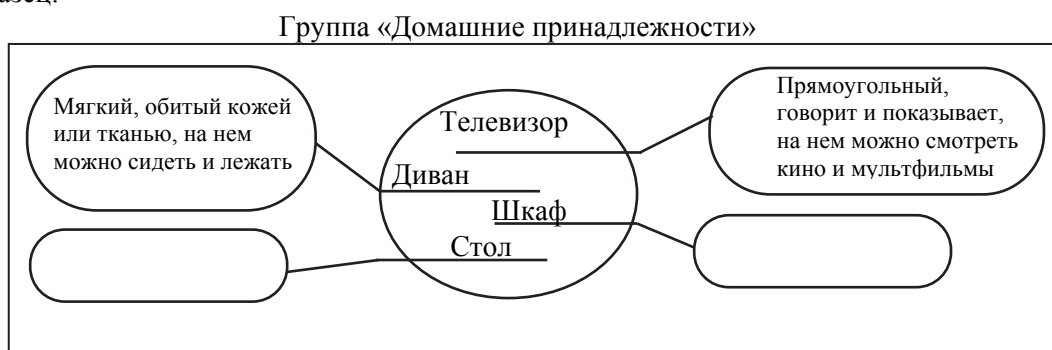 Группа «Домашние принадлежности»
Мягкий, обитый кожей
или тканью, на нем
можно сидеть и лежать
Телевизор
Диван
Шкаф
Стол
Прямоугольный,
говорит и показывает,
на нем можно смотреть
кино и мультфильмы